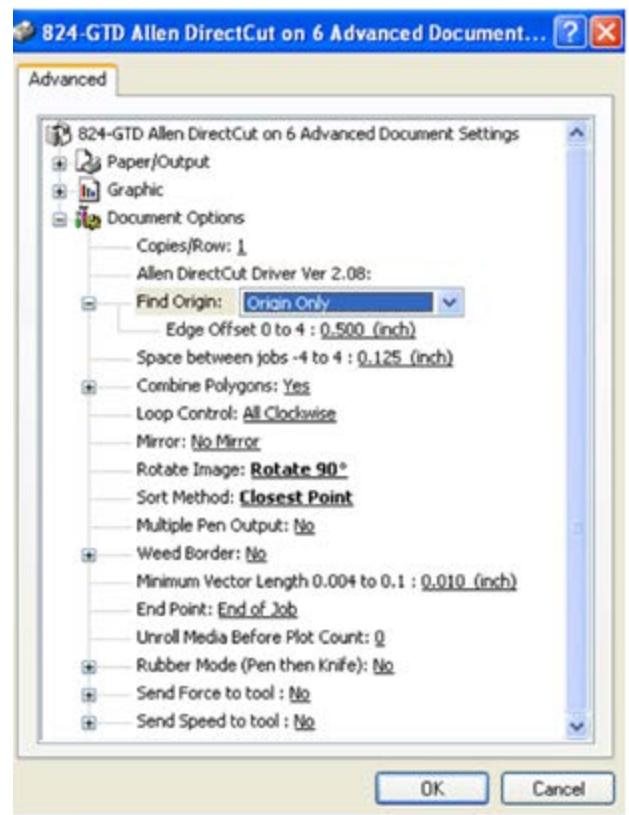 824-GTD Allen DirectCut on 6 Advanced Document...
Advanced
824-GTD Allen DirectCut on 6 Advanced Document Settings
Paper/Output
Graphic
Document Options
Copies/Row: 1
Allen DirectCut Driver Ver 2.08:
Find Origin: Origin Only
Edge Offset 0 to 4 : 0.500 (inch)
Space between jobs -4 to 4 : 0.125 (inch)
Combine Polygons: Yes
Loop Control: All Clockwise
Mirror: No Mirror
Rotate Image: Rotate 90°
Sort Method: Closest Point
Multiple Pen Output: No
Weed Border: No
Minimum Vector Length 0.004 to 0.1 : 0.010 (inch)
End Point: End of Job
Unroll Media Before Plot Count: 0
Rubber Mode (Pen then Knife): No
Send Force to tool : No
Send Speed to tool : No
OK Cancel